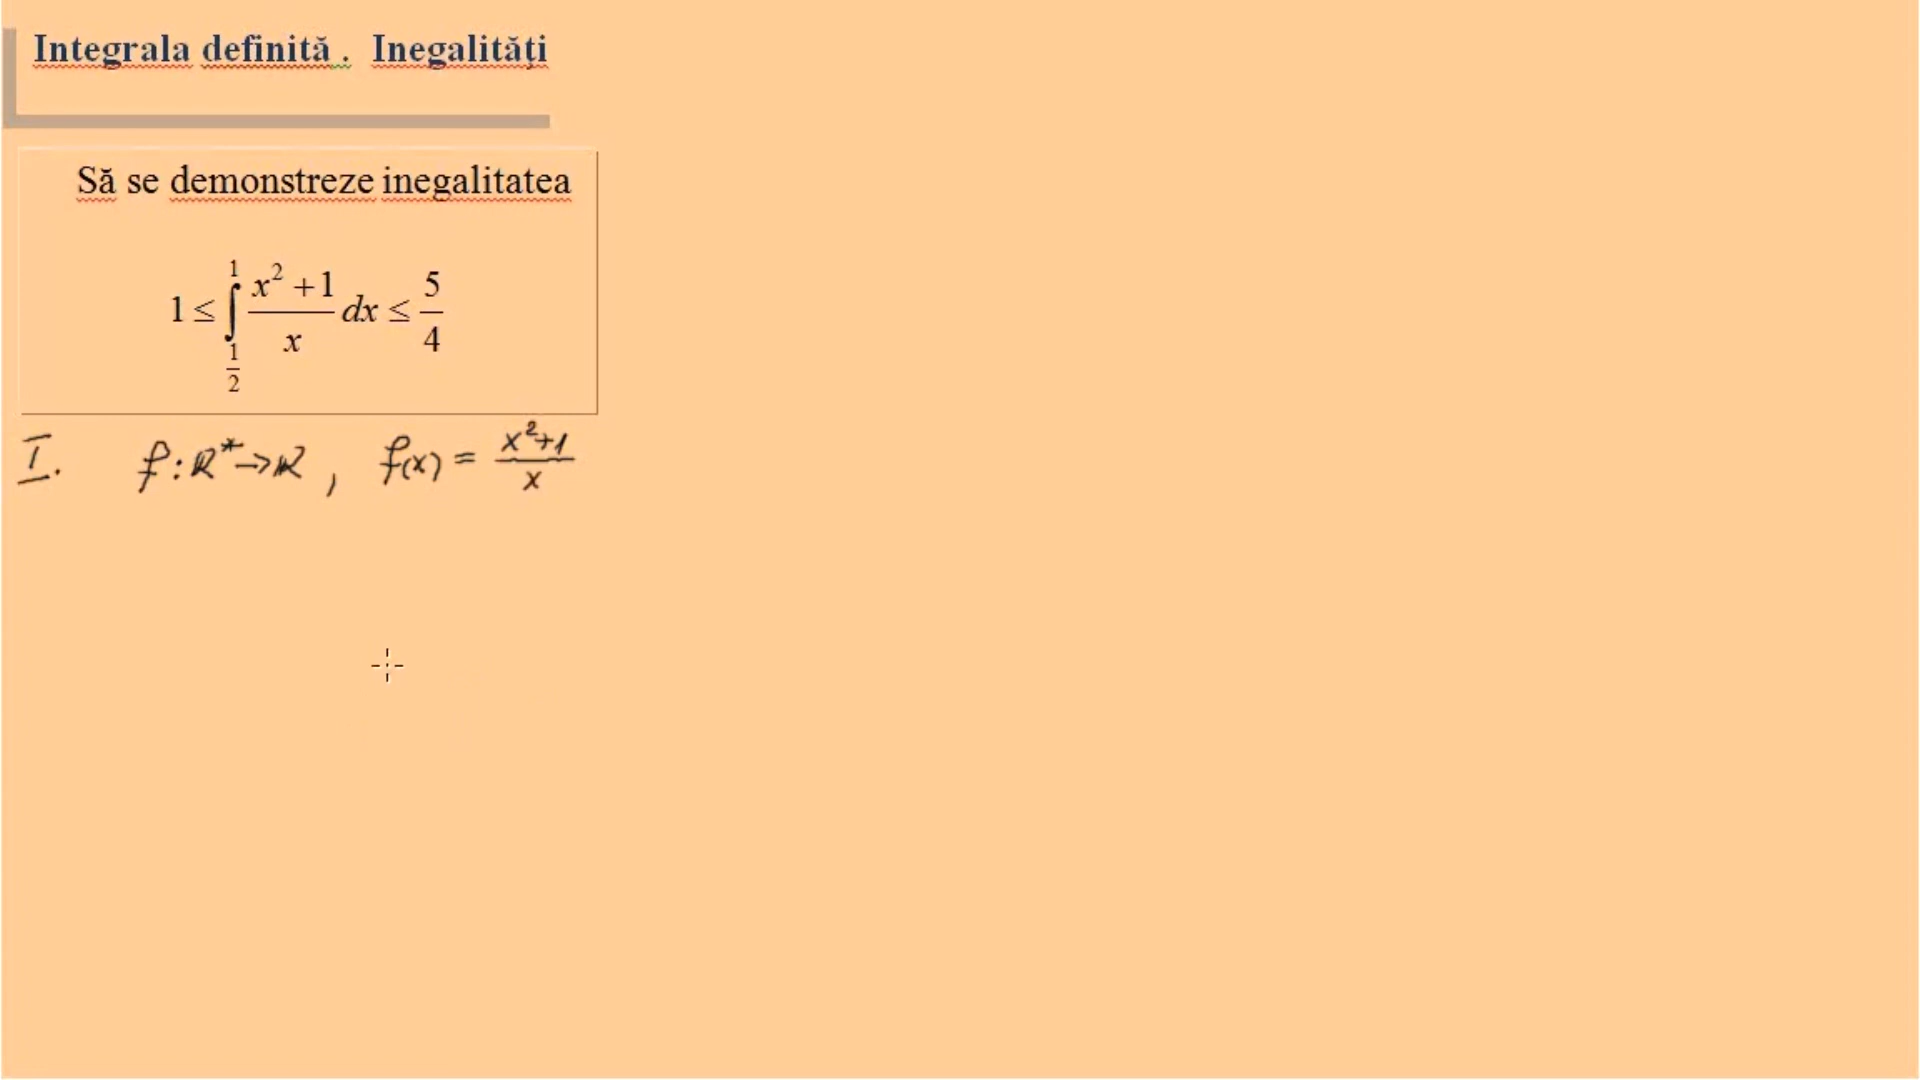 Integrala definită . Inegalități
Să se demonstreze inegalitatea
1 ≤ ∫_{1/2}^{1} (x² + 1)/x dx ≤ 5/4
I. f : R* → R , f(x) = (x²+1)/x